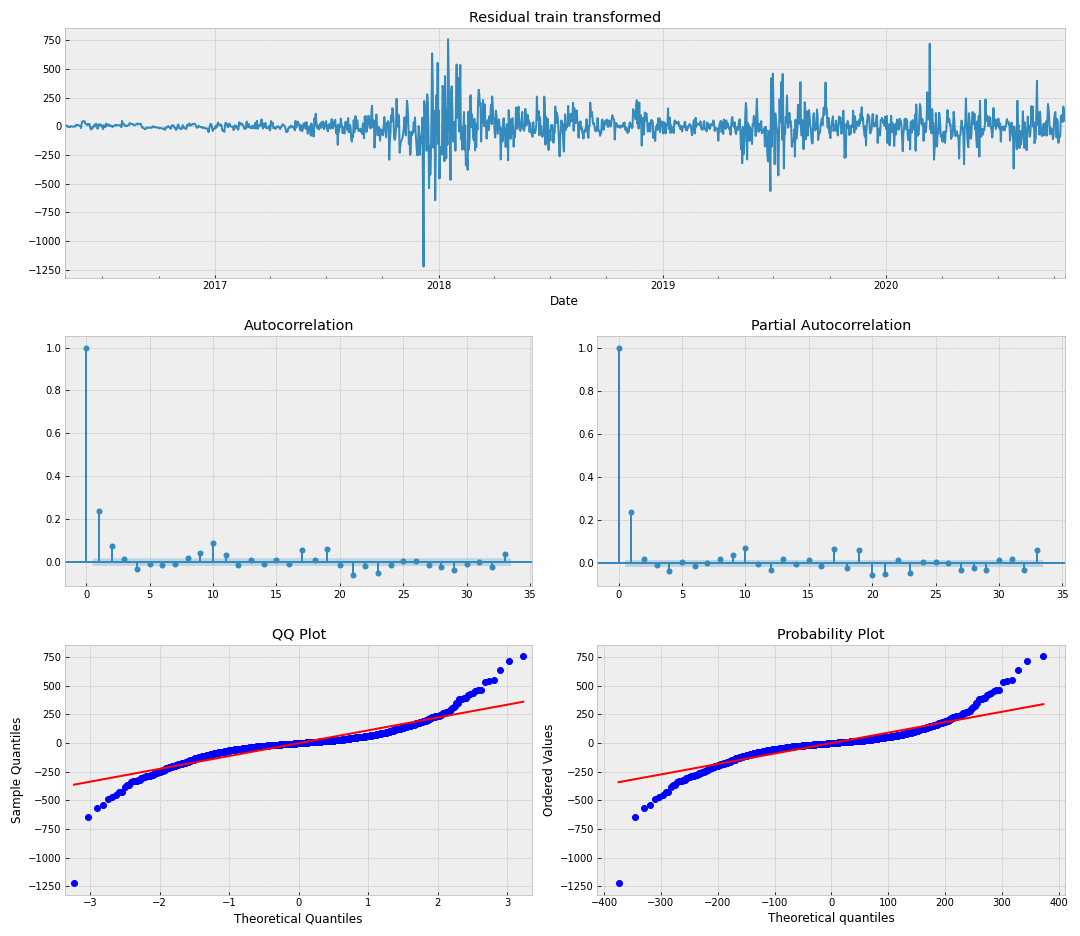 Residual train transformed
750
500
250
0
−250
−500
−750
−1000
−1250
2017 2018 2019 2020
Date
Autocorrelation
1.0
0.8
0.6
0.4
0.2
0.0
0 5 10 15 20 25 30 35
Partial Autocorrelation
1.0
0.8
0.6
0.4
0.2
0.0
0 5 10 15 20 25 30 35
QQ Plot
Sample Quantiles
750
500
250
0
−250
−500
−750
−1000
−1250
−3 −2 −1 0 1 2 3
Theoretical Quantiles
Probability Plot
Ordered Values
750
500
250
0
−250
−500
−750
−1000
−1250
−400 −300 −200 −100 0 100 200 300 400
Theoretical quantiles